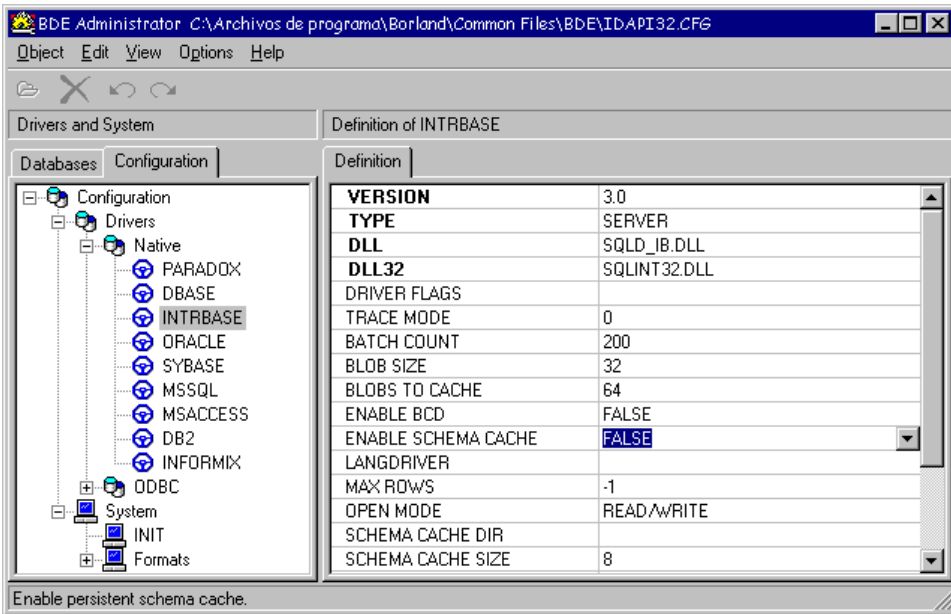 BDE Administrator C:\Archivos de programa\Borland\Common Files\BDE\IDAPI32.CFG
Object Edit View Options Help
Drivers and System
Definition of INTRBASE
Databases Configuration
Definition
Configuration
Drivers
Native
PARADOX
DBASE
INTRBASE
ORACLE
SYBASE
MSSQL
MSACCESS
DB2
INFORMIX
ODBC
System
INIT
Formats
VERSION 3.0
TYPE SERVER
DLL SQLD_IB.DLL
DLL32 SQLINT32.DLL
DRIVER FLAGS
TRACE MODE 0
BATCH COUNT 200
BLOB SIZE 32
BLOBS TO CACHE 64
ENABLE BCD FALSE
ENABLE SCHEMA CACHE FALSE
LANGDRIVER
MAX ROWS -1
OPEN MODE READ/WRITE
SCHEMA CACHE DIR
SCHEMA CACHE SIZE 8
Enable persistent schema cache.